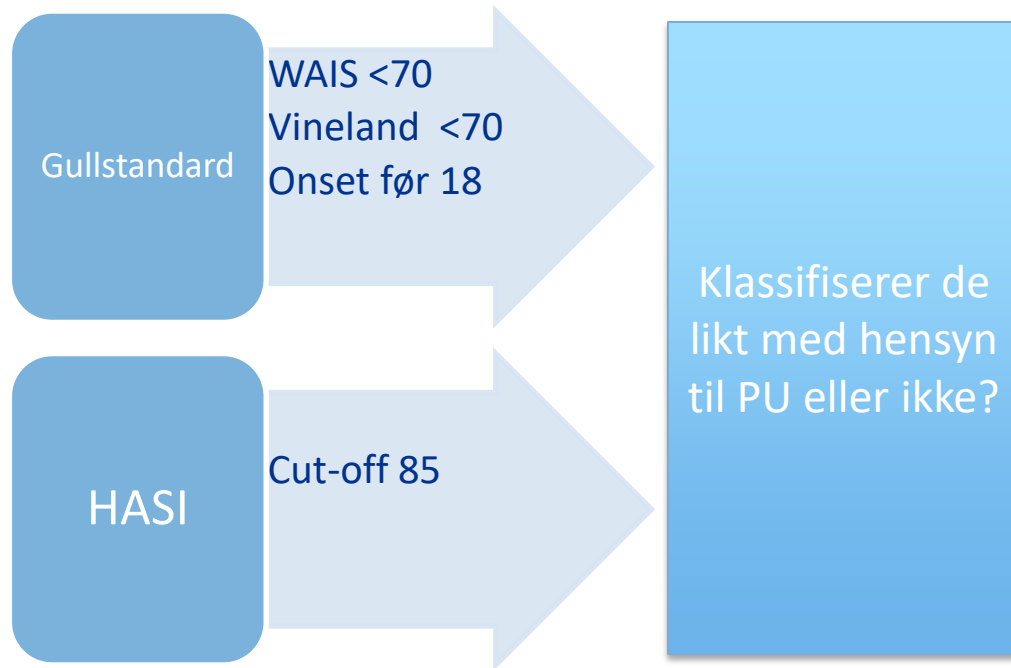 Gullstandard
WAIS <70
Vineland <70
Onset før 18
HASI
Cut-off 85
Klassifiserer de
likt med hensyn
til PU eller ikke?